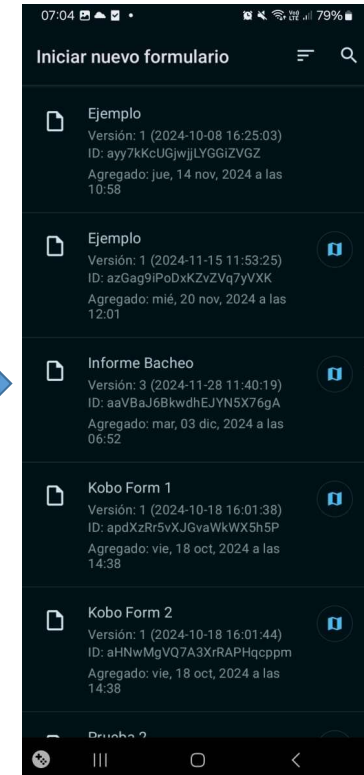 07:04
79%
Iniciar nuevo formulario
Ejemplo
Versión: 1 (2024-10-08 16:25:03)
ID: ayy7kKcUGjwjjLYGGiZVGZ
Agregado: jue, 14 nov, 2024 a las
10:58
Ejemplo
Versión: 1 (2024-11-15 11:53:25)
ID: azGag9iPoDxKZvZVq7yVXK
Agregado: mié, 20 nov, 2024 a las
12:01
Informe Bacheo
Versión: 3 (2024-11-28 11:40:19)
ID: aaVBaJ6BkwdhEJYN5X76gA
Agregado: mar, 03 dic, 2024 a las
06:52
Kobo Form 1
Versión: 1 (2024-10-18 16:01:38)
ID: apdXzRr5vXJGvaWkWX5h5P
Agregado: vie, 18 oct, 2024 a las
14:38
Kobo Form 2
Versión: 1 (2024-10-18 16:01:44)
ID: aHNwMgVQ7A3XrRAPHqcppm
Agregado: vie, 18 oct, 2024 a las
14:38
Prueba 2